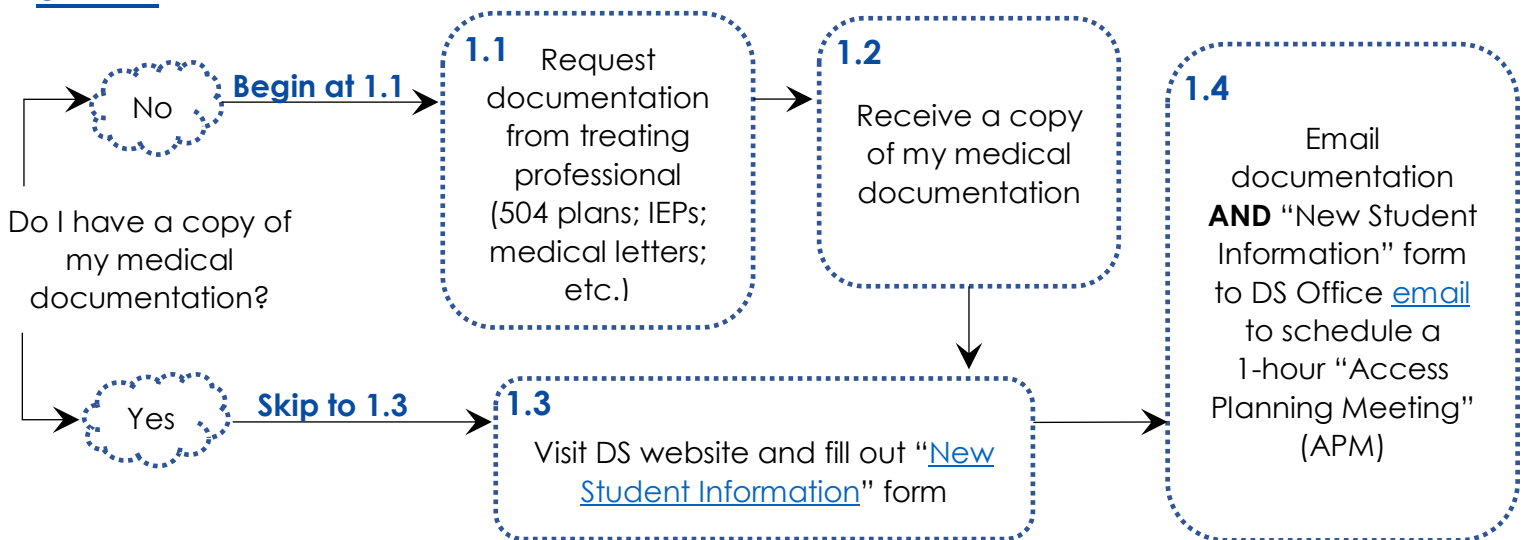 No
Begin at 1.1
1.1
Request
documentation
from treating
professional
(504 plans; IEPs;
medical letters;
etc.)
1.2
Receive a copy
of my medical
documentation
1.4
Email
documentation
AND “New Student
Information” form
to DS Office email
to schedule a
1-hour “Access
Planning Meeting”
(APM)
Do I have a copy of
my medical
documentation?
Yes
Skip to 1.3
1.3
Visit DS website and fill out “New
Student Information” form